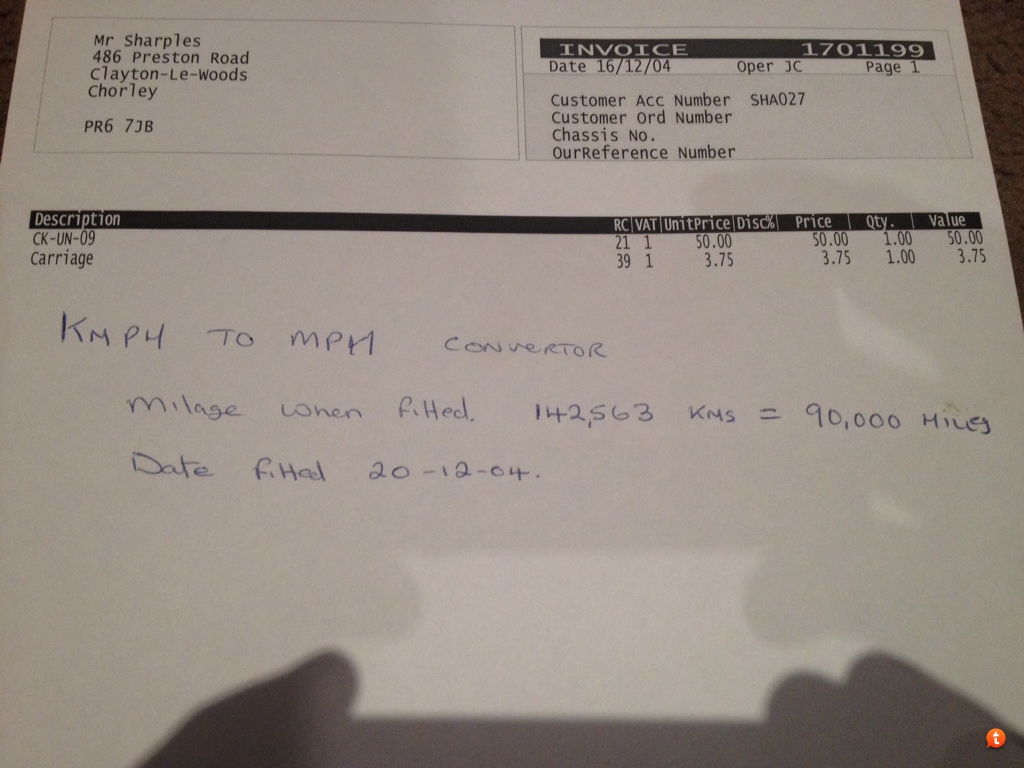 Mr Sharples
486 Preston Road
Clayton-Le-Woods
Chorley
PR6 7JB
INVOICE 1701199
Date 16/12/04 Oper JC Page 1
Customer Acc Number SHA027
Customer Ord Number
Chassis No.
OurReference Number
Description RC VAT UnitPrice Disc% Price Qty. Value
CK-UN-09 21 1 50.00 50.00 1.00 50.00
Carriage 39 1 3.75 3.75 1.00 3.75
KMPH TO MPH CONVERTOR
Milage when fitted. 142,563 KMS = 90,000 Miles
Date fitted 20-12-04.
t